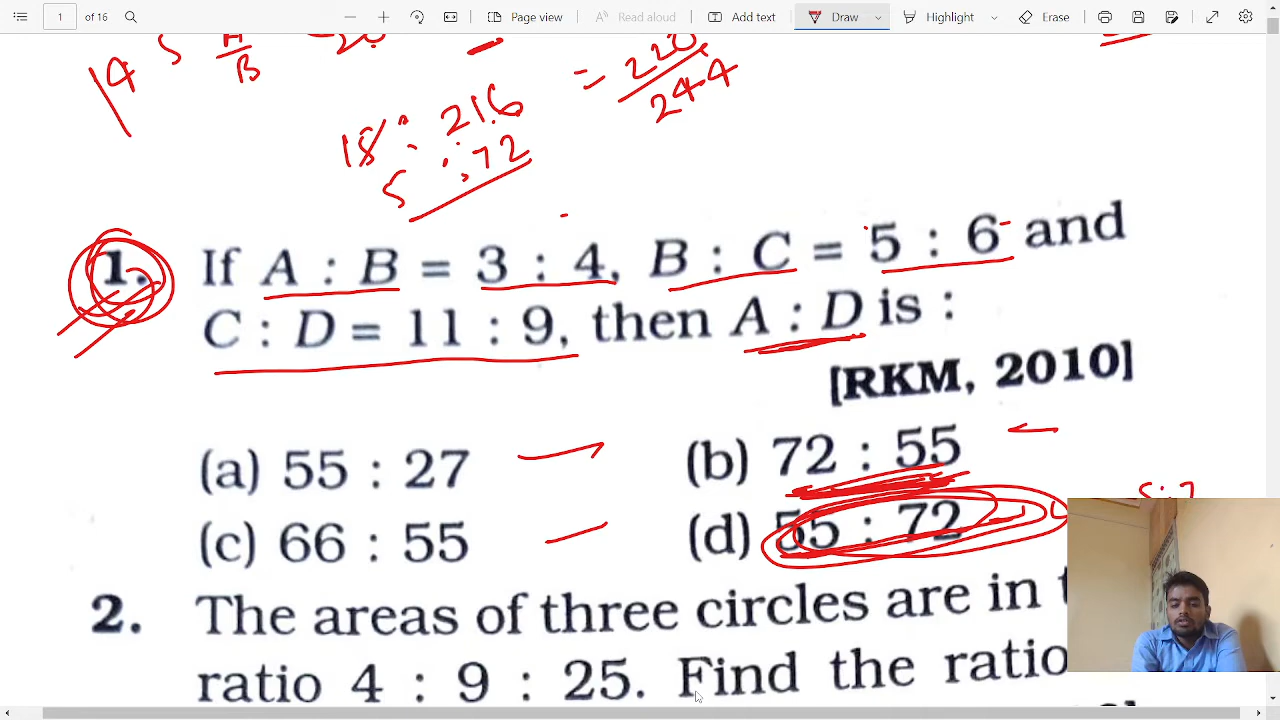 1 of 16 Page view Read aloud Add text Draw Highlight Erase
14 5 A/B
= 220/244
18 : 216
5 : 72
1. If A : B = 3 : 4, B : C = 5 : 6 and
C : D = 11 : 9, then A : D is :
[RKM, 2010]
(a) 55 : 27 (b) 72 : 55
(c) 66 : 55 (d) 55 : 72
2. The areas of three circles are in
ratio 4 : 9 : 25. Find the ratio